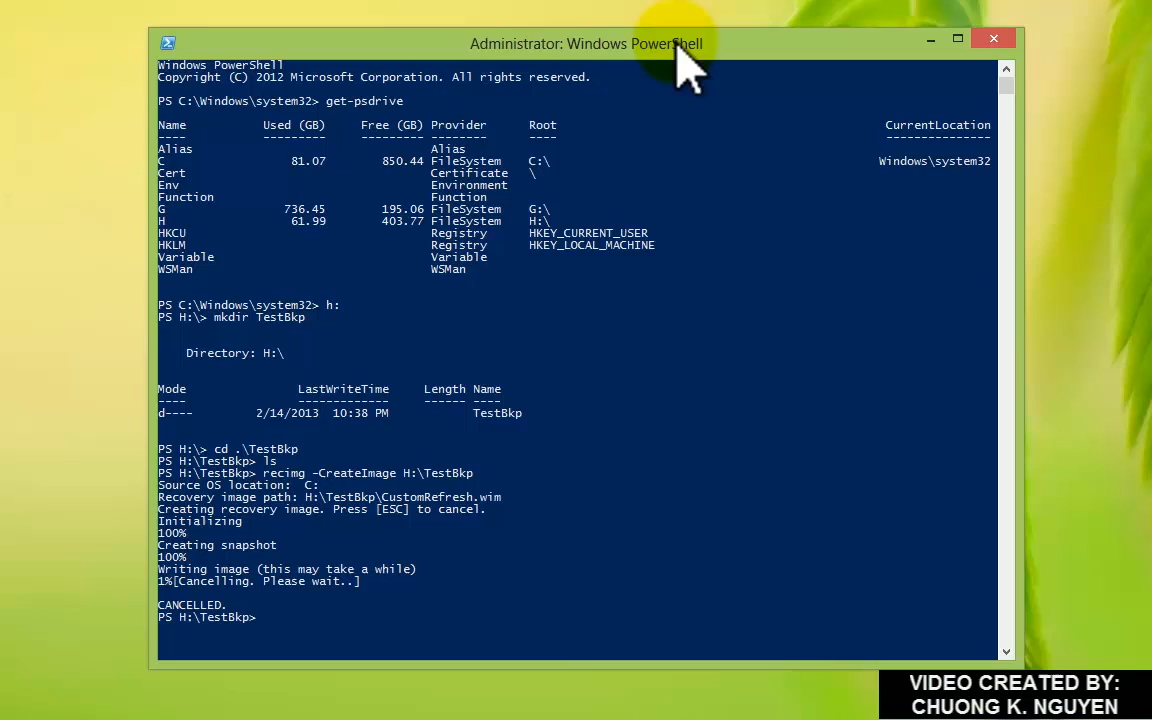 Administrator: Windows PowerShell
Windows PowerShell
Copyright (C) 2012 Microsoft Corporation. All rights reserved.
PS C:\Windows\system32> get-psdrive
Name Used (GB) Free (GB) Provider Root CurrentLocation
---- --------- --------- -------- ---- ---------------
Alias Alias
C 81.07 850.44 FileSystem C:\ Windows\system32
Cert Certificate \
Env Environment
Function Function
G 736.45 195.06 FileSystem G:\
H 61.99 403.77 FileSystem H:\
HKCU Registry HKEY_CURRENT_USER
HKLM Registry HKEY_LOCAL_MACHINE
Variable Variable
WSMan WSMan
PS C:\Windows\system32> h:
PS H:\> mkdir TestBkp
Directory: H:\
Mode LastWriteTime Length Name
---- ------------- ------ ----
d---- 2/14/2013 10:38 PM TestBkp
PS H:\> cd .\TestBkp
PS H:\TestBkp> ls
PS H:\TestBkp> recimg -CreateImage H:\TestBkp
Source OS location: C:
Recovery image path: H:\TestBkp\CustomRefresh.wim
Creating recovery image. Press [ESC] to cancel.
Initializing
100%
Creating snapshot
100%
Writing image (this may take a while)
1%[Cancelling. Please wait..]
CANCELLED.
PS H:\TestBkp>
VIDEO CREATED BY:
CHUONG K. NGUYEN